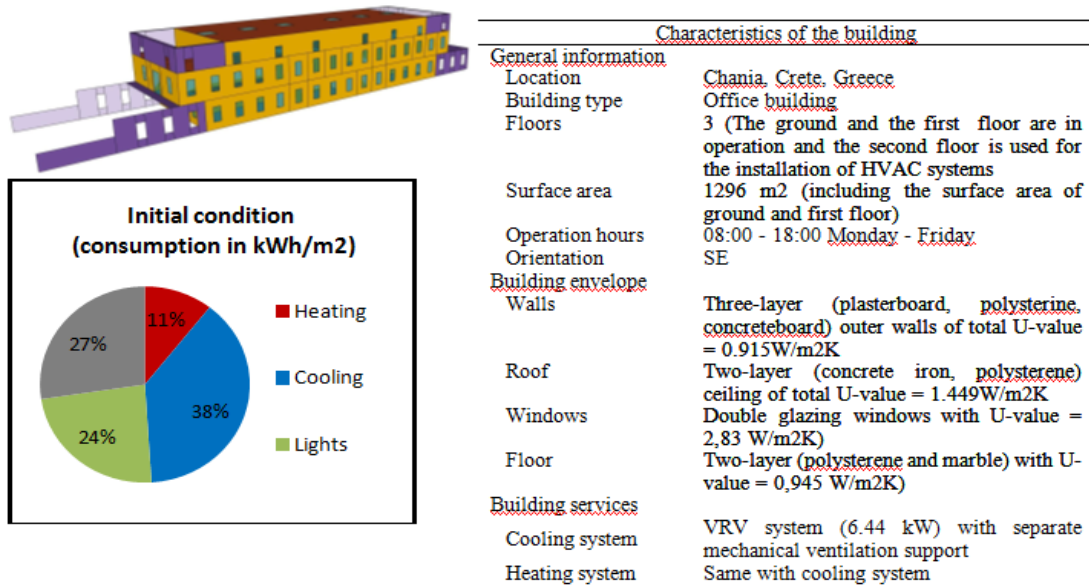 Initial condition
(consumption in kWh/m2)
11%
38%
24%
27%
Heating
Cooling
Lights
Characteristics of the building
General information
Location Chania, Crete, Greece
Building type Office building
Floors 3 (The ground and the first floor are in
operation and the second floor is used for
the installation of HVAC systems
Surface area 1296 m2 (including the surface area of
ground and first floor)
Operation hours 08:00 - 18:00 Monday - Friday
Orientation SE
Building envelope
Walls Three-layer (plasterboard, polysterine,
concreteboard) outer walls of total U-value
= 0.915W/m2K
Roof Two-layer (concrete iron, polysterene)
ceiling of total U-value = 1.449W/m2K
Windows Double glazing windows with U-value =
2,83 W/m2K)
Floor Two-layer (polysterene and marble) with U-
value = 0,945 W/m2K)
Building services
Cooling system VRV system (6.44 kW) with separate
mechanical ventilation support
Heating system Same with cooling system